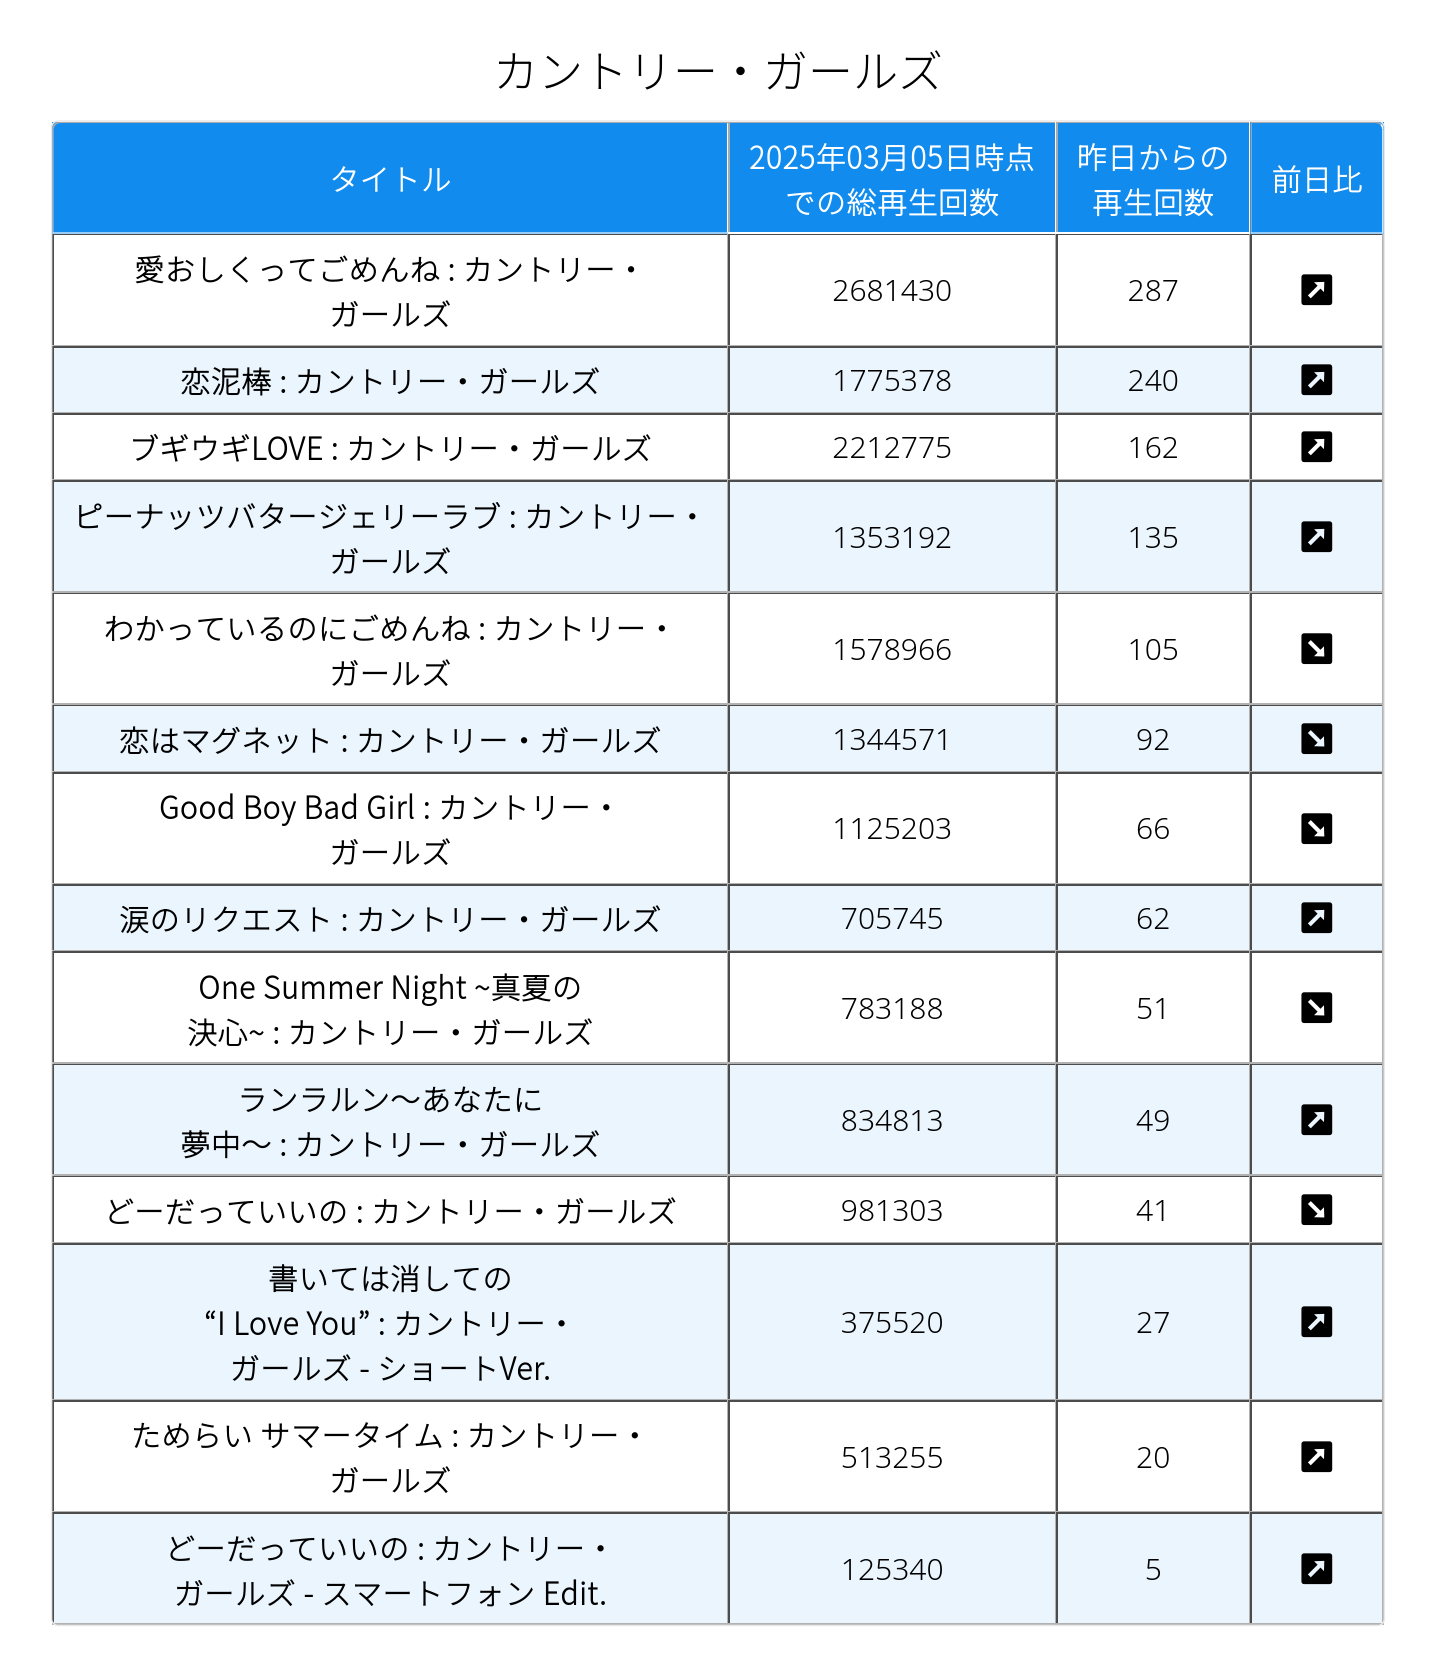 カントリー・ガールズ
タイトル
2025年03月05日時点
での総再生回数
昨日からの
再生回数
前日比
愛おしくってごめんね : カントリー・
ガールズ
2681430
287
恋泥棒 : カントリー・ガールズ
1775378
240
ブギウギLOVE : カントリー・ガールズ
2212775
162
ピーナッツバタージェリーラブ : カントリー・
ガールズ
1353192
135
わかっているのにごめんね : カントリー・
ガールズ
1578966
105
恋はマグネット : カントリー・ガールズ
1344571
92
Good Boy Bad Girl : カントリー・
ガールズ
1125203
66
涙のリクエスト : カントリー・ガールズ
705745
62
One Summer Night ~真夏の
決心~ : カントリー・ガールズ
783188
51
ランラルン〜あなたに
夢中〜 : カントリー・ガールズ
834813
49
どーだっていいの : カントリー・ガールズ
981303
41
書いては消しての
“I Love You” : カントリー・
ガールズ - ショートVer.
375520
27
ためらい サマータイム : カントリー・
ガールズ
513255
20
どーだっていいの : カントリー・
ガールズ - スマートフォン Edit.
125340
5